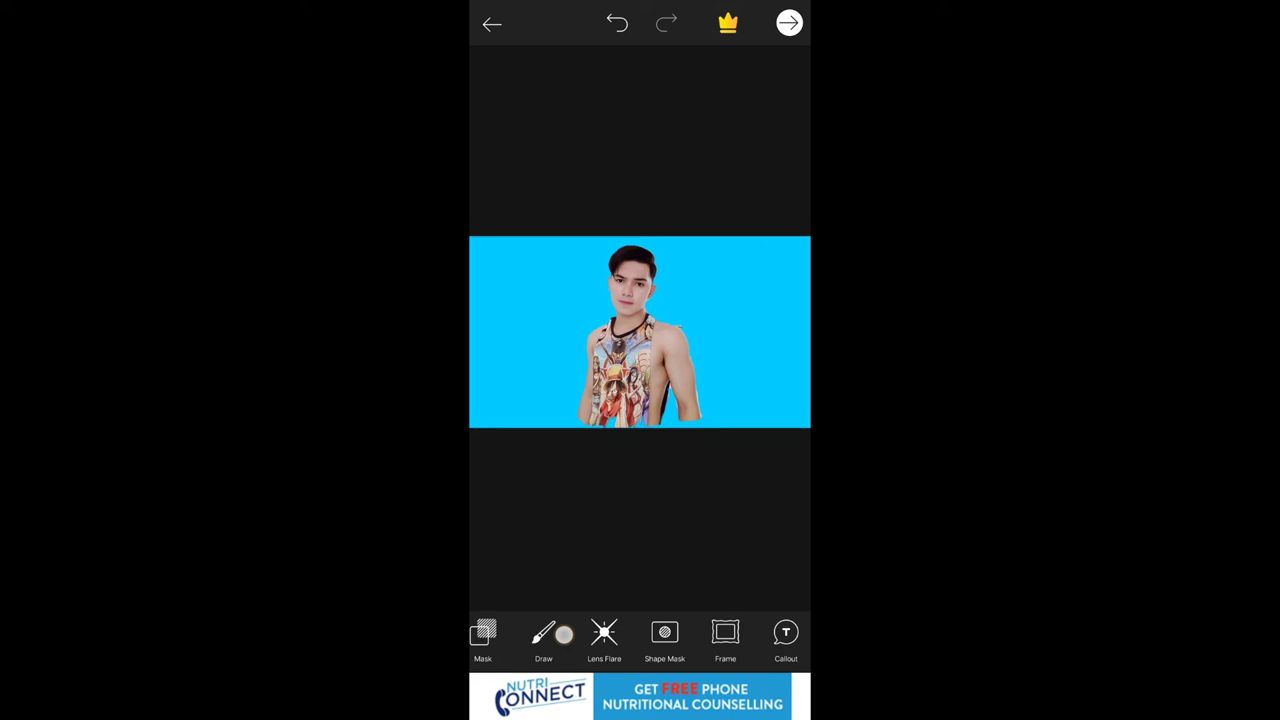 Mask
Draw
Lens Flare
Shape Mask
Frame
Callout
T
NUTRI
CONNECT
GET FREE PHONE
NUTRITIONAL COUNSELLING